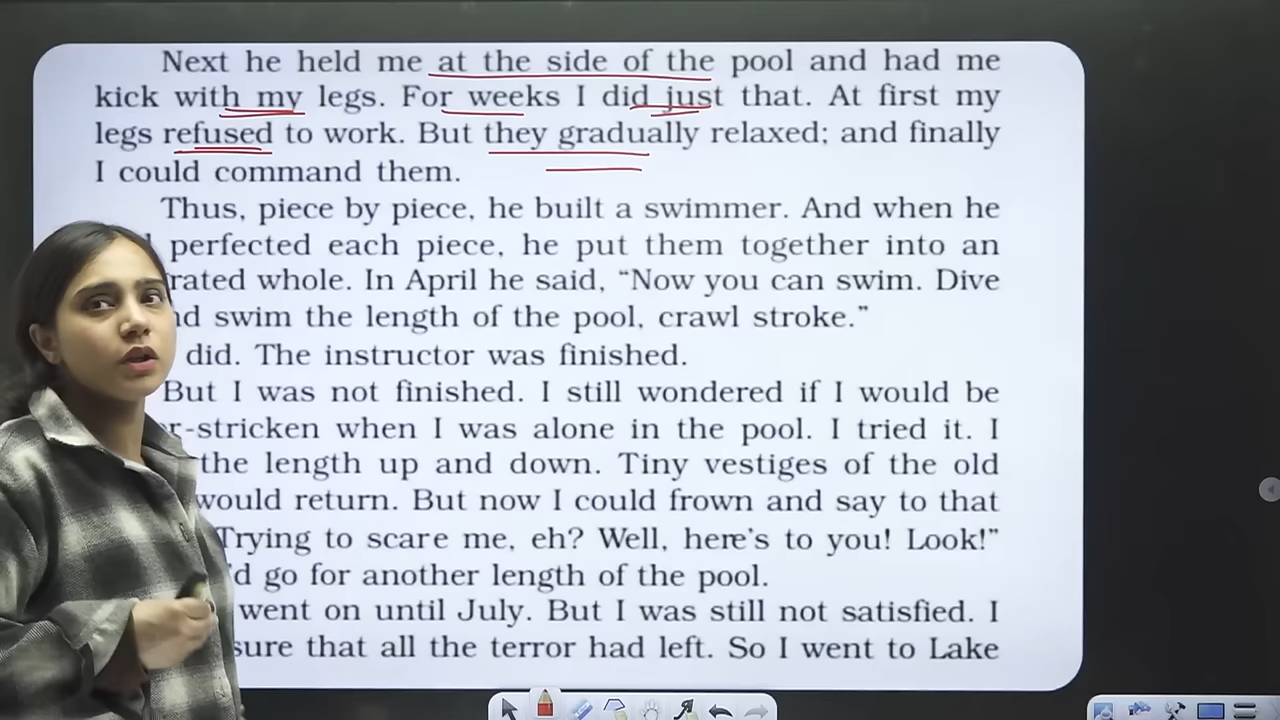 Next he held me at the side of the pool and had me
kick with my legs. For weeks I did just that. At first my
legs refused to work. But they gradually relaxed; and finally
I could command them.
Thus, piece by piece, he built a swimmer. And when he
perfected each piece, he put them together into an
rated whole. In April he said, “Now you can swim. Dive
nd swim the length of the pool, crawl stroke.”
did. The instructor was finished.
But I was not finished. I still wondered if I would be
r-stricken when I was alone in the pool. I tried it. I
the length up and down. Tiny vestiges of the old
would return. But now I could frown and say to that
Trying to scare me, eh? Well, here’s to you! Look!”
’d go for another length of the pool.
went on until July. But I was still not satisfied. I
sure that all the terror had left. So I went to Lake